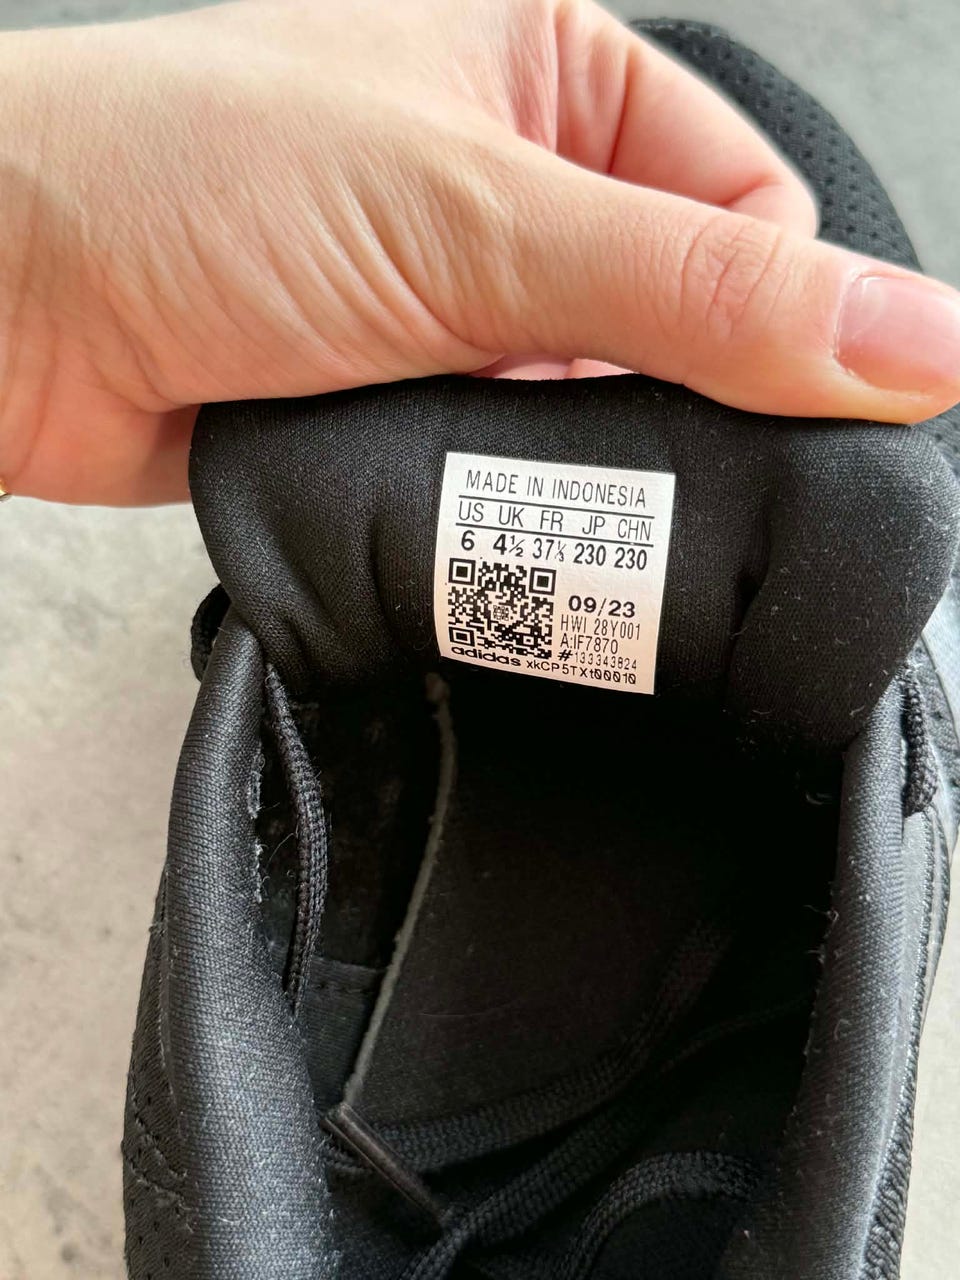 MADE IN INDONESIA
US UK FR JP CHN
6 4½ 37⅓ 230 230
09/23
HWI 28Y001
A:IF7870
#133343824
adidas xkCP5TXt00010